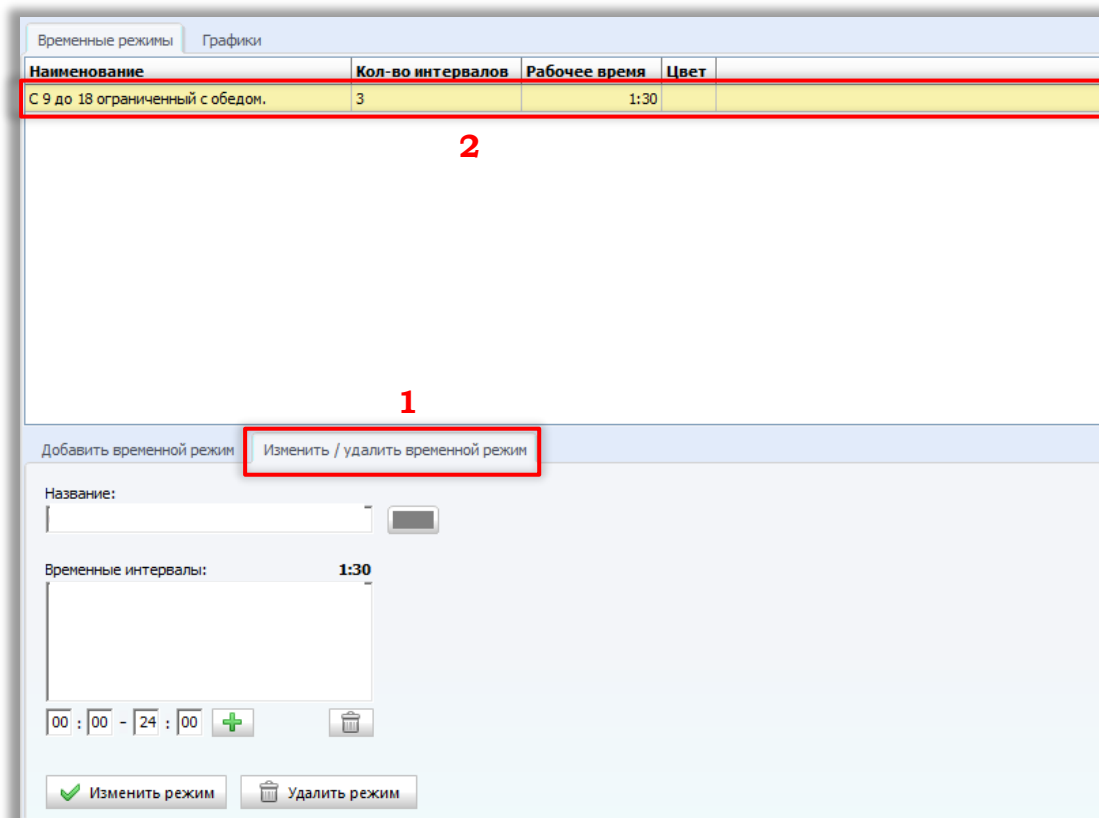 Временные режимы Графики
Наименование Кол-во интервалов Рабочее время Цвет
С 9 до 18 ограниченный с обедом. 3 1:30
2
1
Добавить временной режим Изменить / удалить временной режим
Название:
Временные интервалы: 1:30
00 : 00 - 24 : 00
Изменить режим Удалить режим